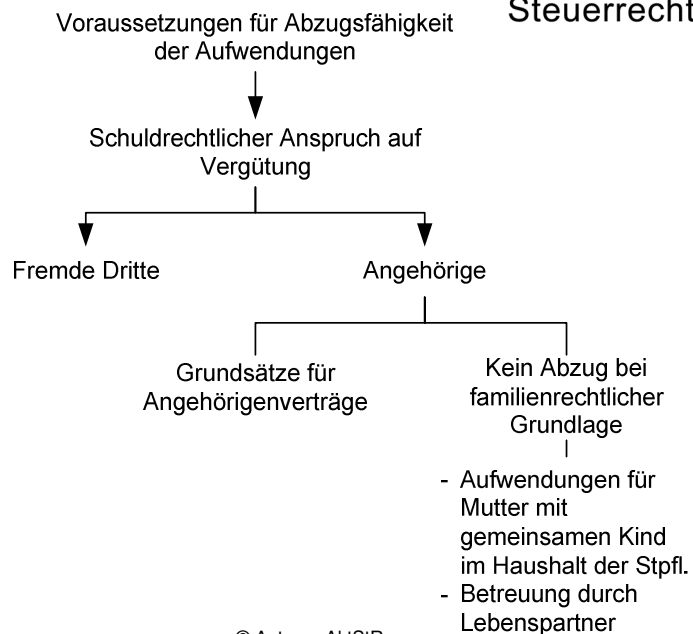 Steuerrecht
Voraussetzungen für Abzugsfähigkeit
der Aufwendungen
Schuldrechtlicher Anspruch auf
Vergütung
Fremde Dritte
Angehörige
Grundsätze für
Angehörigenverträge
Kein Abzug bei
familienrechtlicher
Grundlage
- Aufwendungen für
Mutter mit
gemeinsamen Kind
im Haushalt der Stpfl.
- Betreuung durch
Lebenspartner